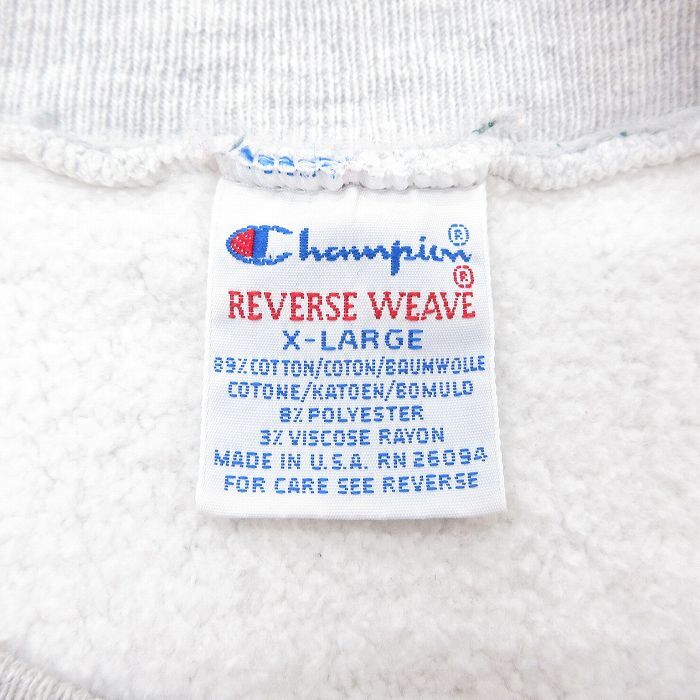 Champion®
REVERSE WEAVE®
X-LARGE
89% COTTON/COTON/BAUMWOLLE
COTONE/KATOEN/BOMULD
8% POLYESTER
3% VISCOSE RAYON
MADE IN U.S.A. RN 26094
FOR CARE SEE REVERSE